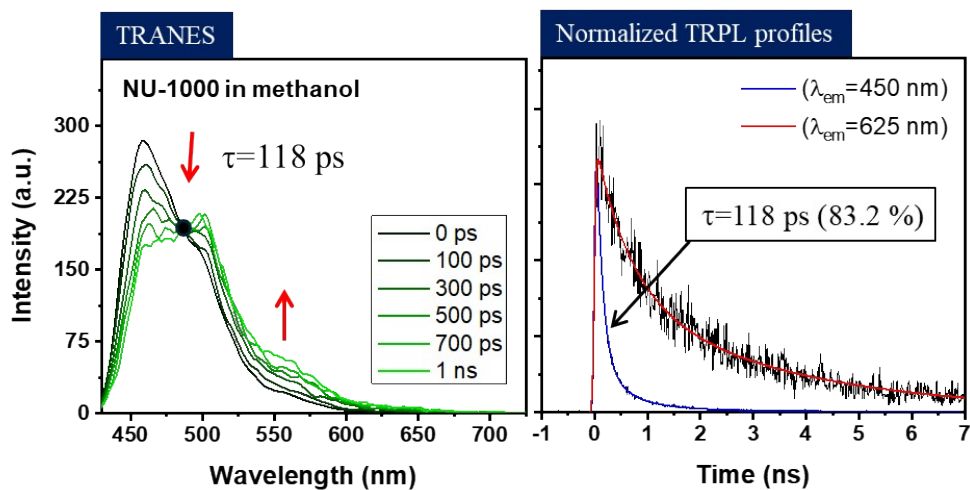 TRANES
NU-1000 in methanol
τ=118 ps
300
225
150
75
0
Intensity (a.u.)
0 ps
100 ps
300 ps
500 ps
700 ps
1 ns
450 500 550 600 650 700
Wavelength (nm)
Normalized TRPL profiles
(λem=450 nm)
(λem=625 nm)
τ=118 ps (83.2 %)
-1 0 1 2 3 4 5 6 7
Time (ns)